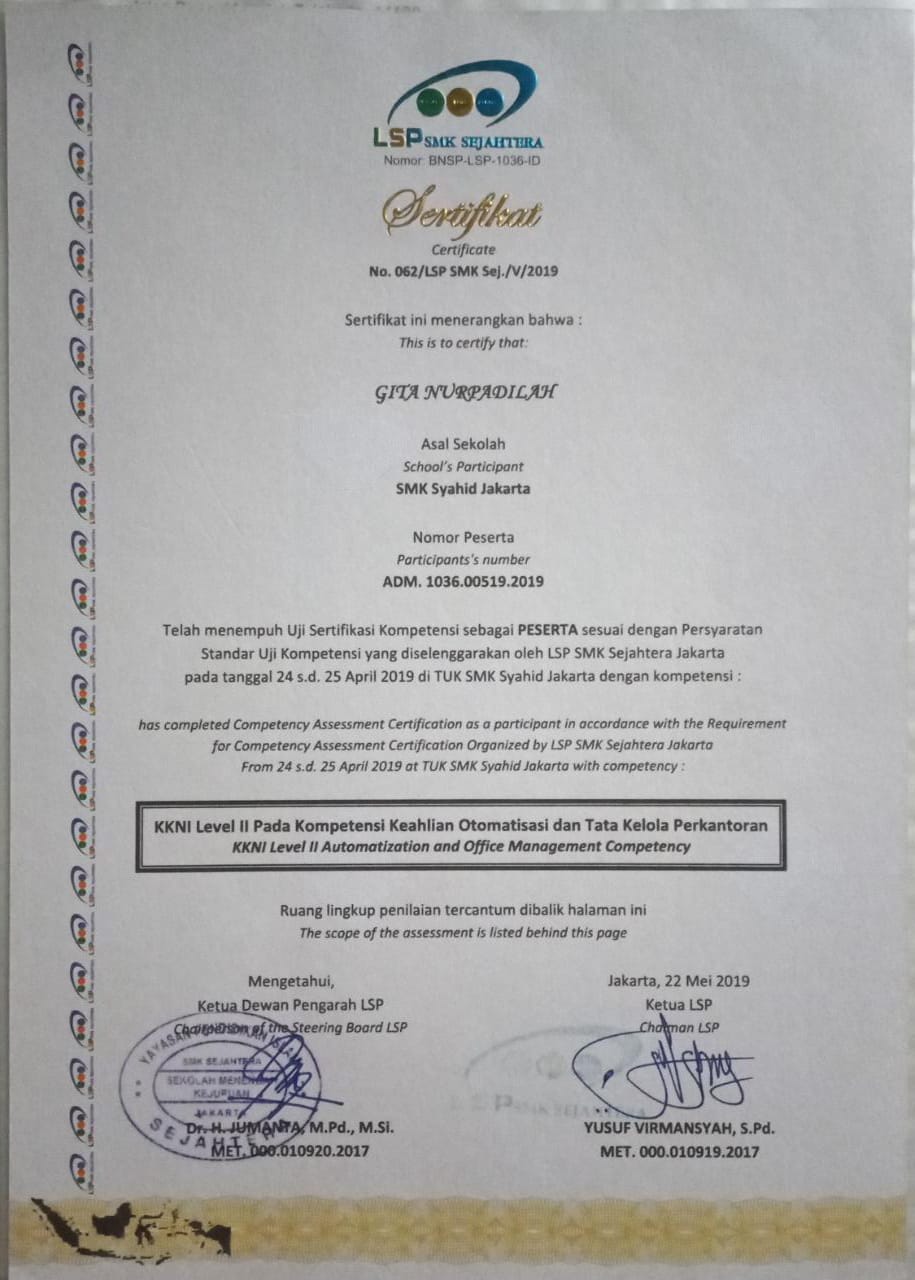 LSP SMK SEJAHTERA
Nomor: BNSP-LSP-1036-ID
Sertifikat
Certificate
No. 062/LSP SMK Sej./V/2019
Sertifikat ini menerangkan bahwa :
This is to certify that:
GITA NURPADILAH
Asal Sekolah
School's Participant
SMK Syahid Jakarta
Nomor Peserta
Participants's number
ADM. 1036.00519.2019
Telah menempuh Uji Sertifikasi Kompetensi sebagai PESERTA sesuai dengan Persyaratan
Standar Uji Kompetensi yang diselenggarakan oleh LSP SMK Sejahtera Jakarta
pada tanggal 24 s.d. 25 April 2019 di TUK SMK Syahid Jakarta dengan kompetensi :
has completed Competency Assessment Certification as a participant in accordance with the Requirement
for Competency Assessment Certification Organized by LSP SMK Sejahtera Jakarta
From 24 s.d. 25 April 2019 at TUK SMK Syahid Jakarta with competency :
KKNI Level II Pada Kompetensi Keahlian Otomatisasi dan Tata Kelola Perkantoran
KKNI Level II Automatization and Office Management Competency
Ruang lingkup penilaian tercantum dibalik halaman ini
The scope of the assessment is listed behind this page
Mengetahui,
Ketua Dewan Pengarah LSP
Chairperson of the Steering Board LSP
YAYASAN PENDIDIKAN
SMK SEJAHTERA
SEKOLAH MENENGAH
KEJURUAN
JAKARTA
SEJAHTERA
Dr. H. JUMANTA, M.Pd., M.Si.
MET. 000.010920.2017
Jakarta, 22 Mei 2019
Ketua LSP
Chaiman LSP
LSP SMK SEJAHTERA
YUSUF VIRMANSYAH, S.Pd.
MET. 000.010919.2017